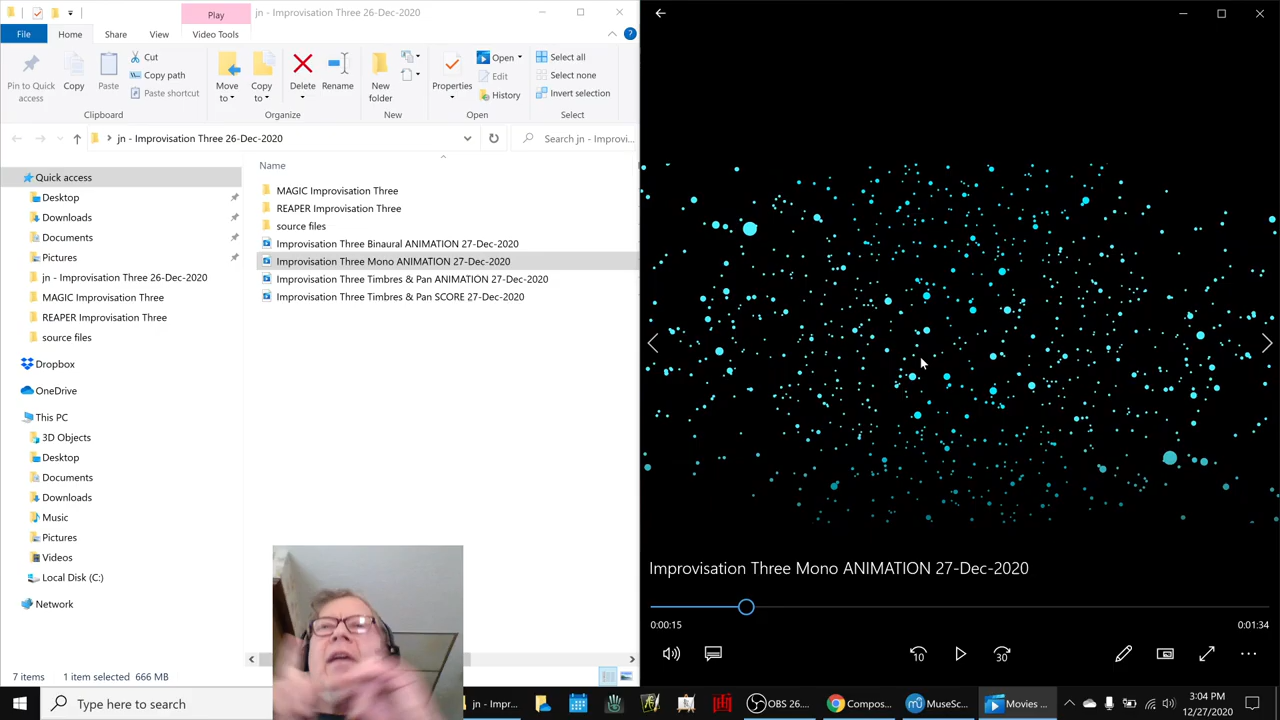 Play
jn - Improvisation Three 26-Dec-2020
File
Home
Share
View
Video Tools
Pin to Quick access
Copy
Paste
Cut
Copy path
Paste shortcut
Clipboard
Move to
Copy to
Delete
Rename
Organize
New folder
New
Properties
Open
Edit
History
Open
Select all
Select none
Invert selection
Select
jn - Improvisation Three 26-Dec-2020
Search jn - Improvi...
Name
Quick access
Desktop
Downloads
Documents
Pictures
jn - Improvisation Three 26-Dec-2020
MAGIC Improvisation Three
REAPER Improvisation Three
source files
Dropbox
OneDrive
This PC
3D Objects
Desktop
Documents
Downloads
Music
Pictures
Videos
Local Disk (C:)
Network
MAGIC Improvisation Three
REAPER Improvisation Three
source files
Improvisation Three Binaural ANIMATION 27-Dec-2020
Improvisation Three Mono ANIMATION 27-Dec-2020
Improvisation Three Timbres & Pan ANIMATION 27-Dec-2020
Improvisation Three Timbres & Pan SCORE 27-Dec-2020
7 items
1 item selected 666 MB
Improvisation Three Mono ANIMATION 27-Dec-2020
0:00:15
0:01:34
10
30
Type here to search
jn - Impr...
OBS 26....
Compos...
MuseSc...
Movies ...
3:04 PM
12/27/2020